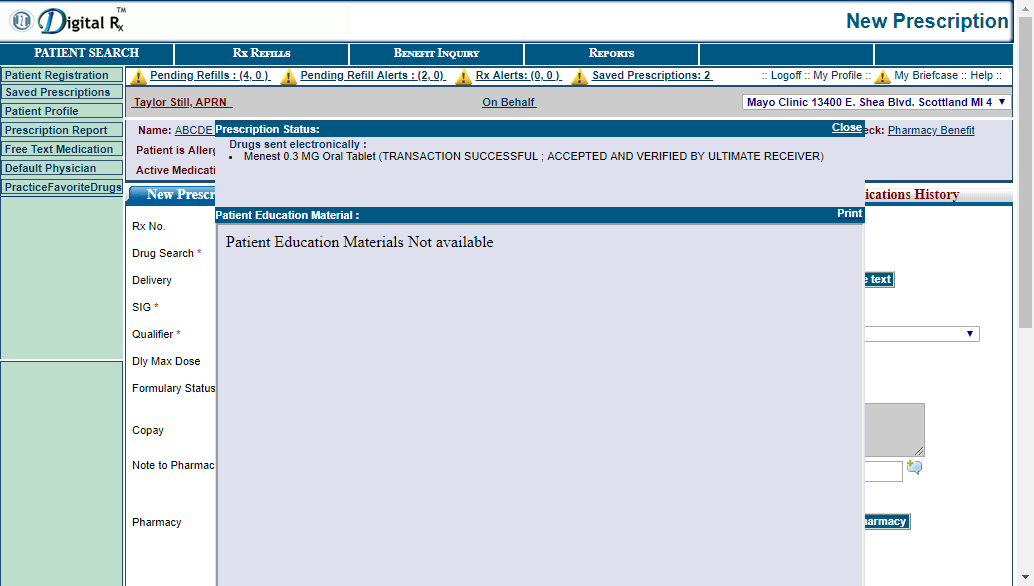 Digital Rx TM
New Prescription
PATIENT SEARCH RX REFILLS BENEFIT INQUIRY REPORTS
Patient Registration
Saved Prescriptions
Patient Profile
Prescription Report
Free Text Medication
Default Physician
PracticeFavoriteDrugs
Pending Refills : (4, 0 ) Pending Refill Alerts : (2, 0) Rx Alerts: (0, 0 ) Saved Prescriptions: 2 :: Logoff :: My Profile :: My Briefcase :: Help ::
Taylor Still, APRN On Behalf Mayo Clinic 13400 E. Shea Blvd. Scottland MI 4
Name: ABCDE Prescription Status: Close eck: Pharmacy Benefit
Drugs sent electronically :
Patient is Allerg
• Menest 0.3 MG Oral Tablet (TRANSACTION SUCCESSFUL ; ACCEPTED AND VERIFIED BY ULTIMATE RECEIVER)
Active Medicati
New Prescr ications History
Patient Education Material : Print
Patient Education Materials Not available
Rx No.
Drug Search *
Delivery e text
SIG *
Qualifier *
Dly Max Dose
Formulary Status
Copay
Note to Pharmac
Pharmacy armacy